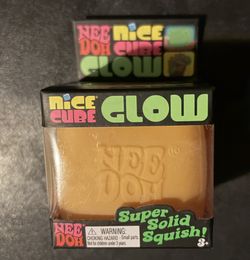 NEE
DOH
NiCE
CUBE
GLOW
NiCE
CUBE
GLOW
NEE
DOH
NEE
DOH
WARNING:
CHOKING HAZARD - Small parts.
Not for children under 3 years.
Super
Solid
Squish!
3+